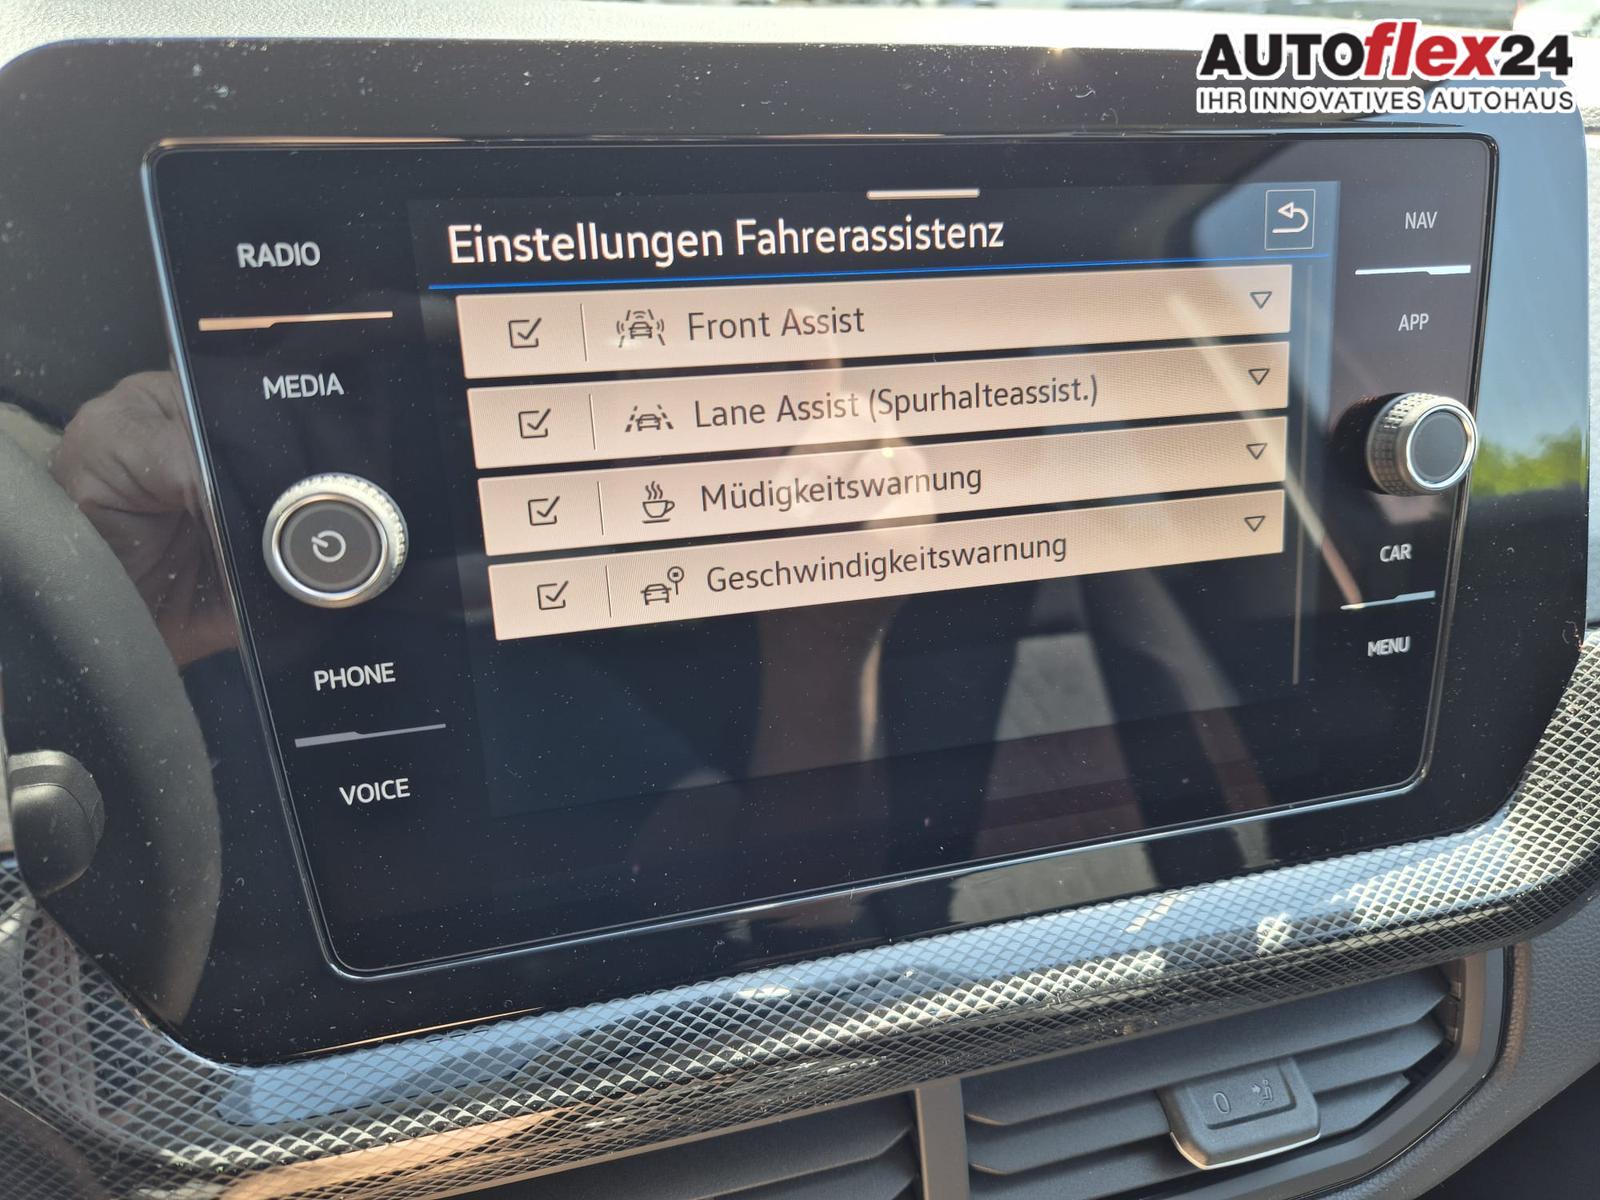 AUTOflex24
IHR INNOVATIVES AUTOHAUS
RADIO
MEDIA
PHONE
VOICE
Einstellungen Fahrerassistenz
Front Assist
Lane Assist (Spurhalteassist.)
Müdigkeitswarnung
Geschwindigkeitswarnung
NAV
APP
CAR
MENU
0